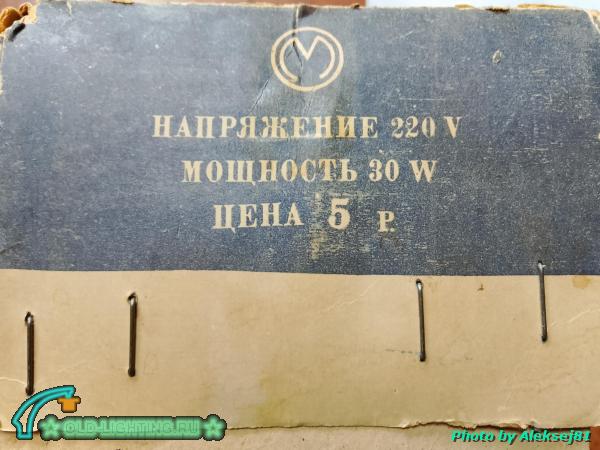 М
НАПРЯЖЕНИЕ 220 V
МОЩНОСТЬ 30 W
ЦЕНА 5 Р.
OLD-LIGHTING.RU
Photo by Aleksej81